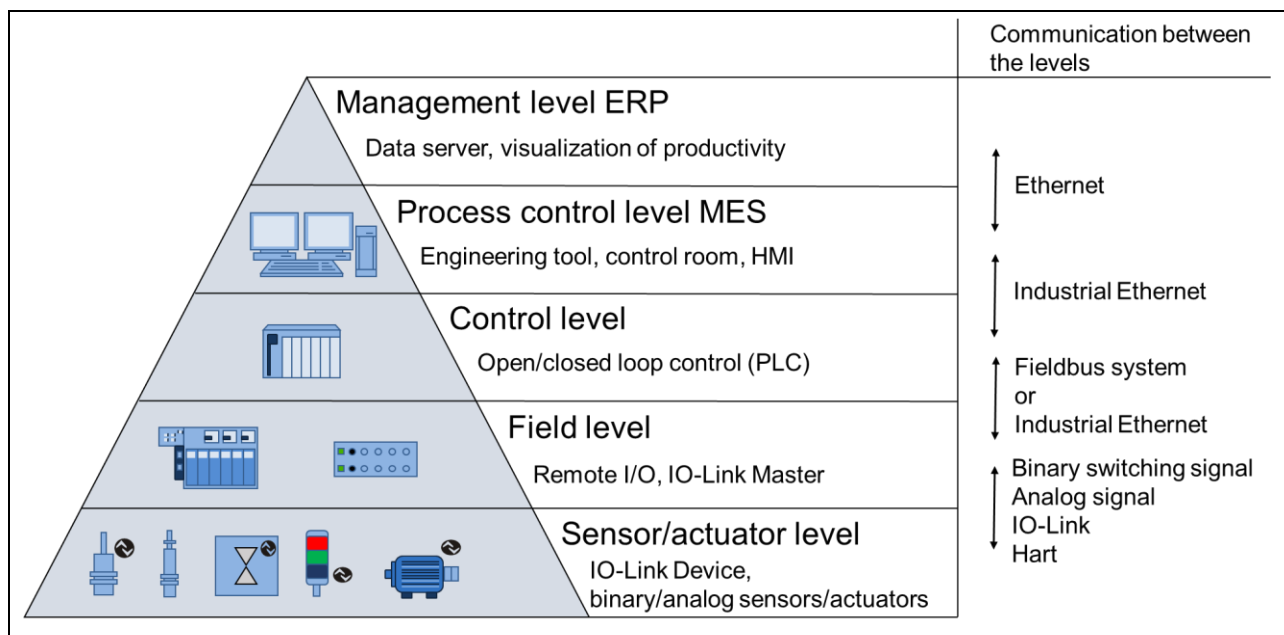 Communication between
the levels
Management level ERP
Data server, visualization of productivity
Ethernet
Process control level MES
Engineering tool, control room, HMI
Industrial Ethernet
Control level
Open/closed loop control (PLC)
Fieldbus system
or
Industrial Ethernet
Field level
Remote I/O, IO-Link Master
Binary switching signal
Analog signal
IO-Link
Hart
Sensor/actuator level
IO-Link Device,
binary/analog sensors/actuators